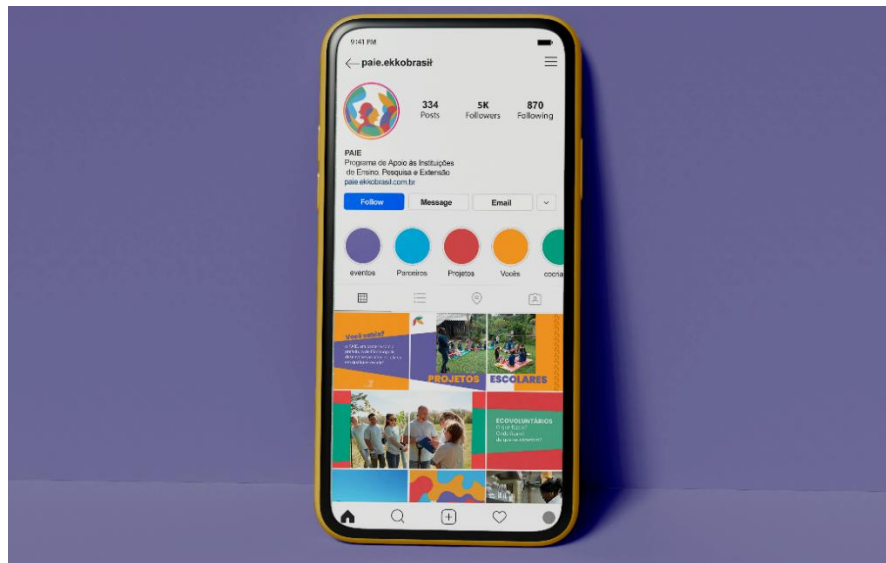 9:41 PM
paie.ekkobrasil
334
Posts
5K
Followers
870
Following
PAIE
Programa de Apoio às Instituições
de Ensino, Pesquisa e Extensão
paie.ekkobrasil.com.br
Follow
Message
Email
eventos
Parceiros
Projetos
Vocês
Você sabia?
PROJETOS ESCOLARES
ECOVOLUNTÁRIOS